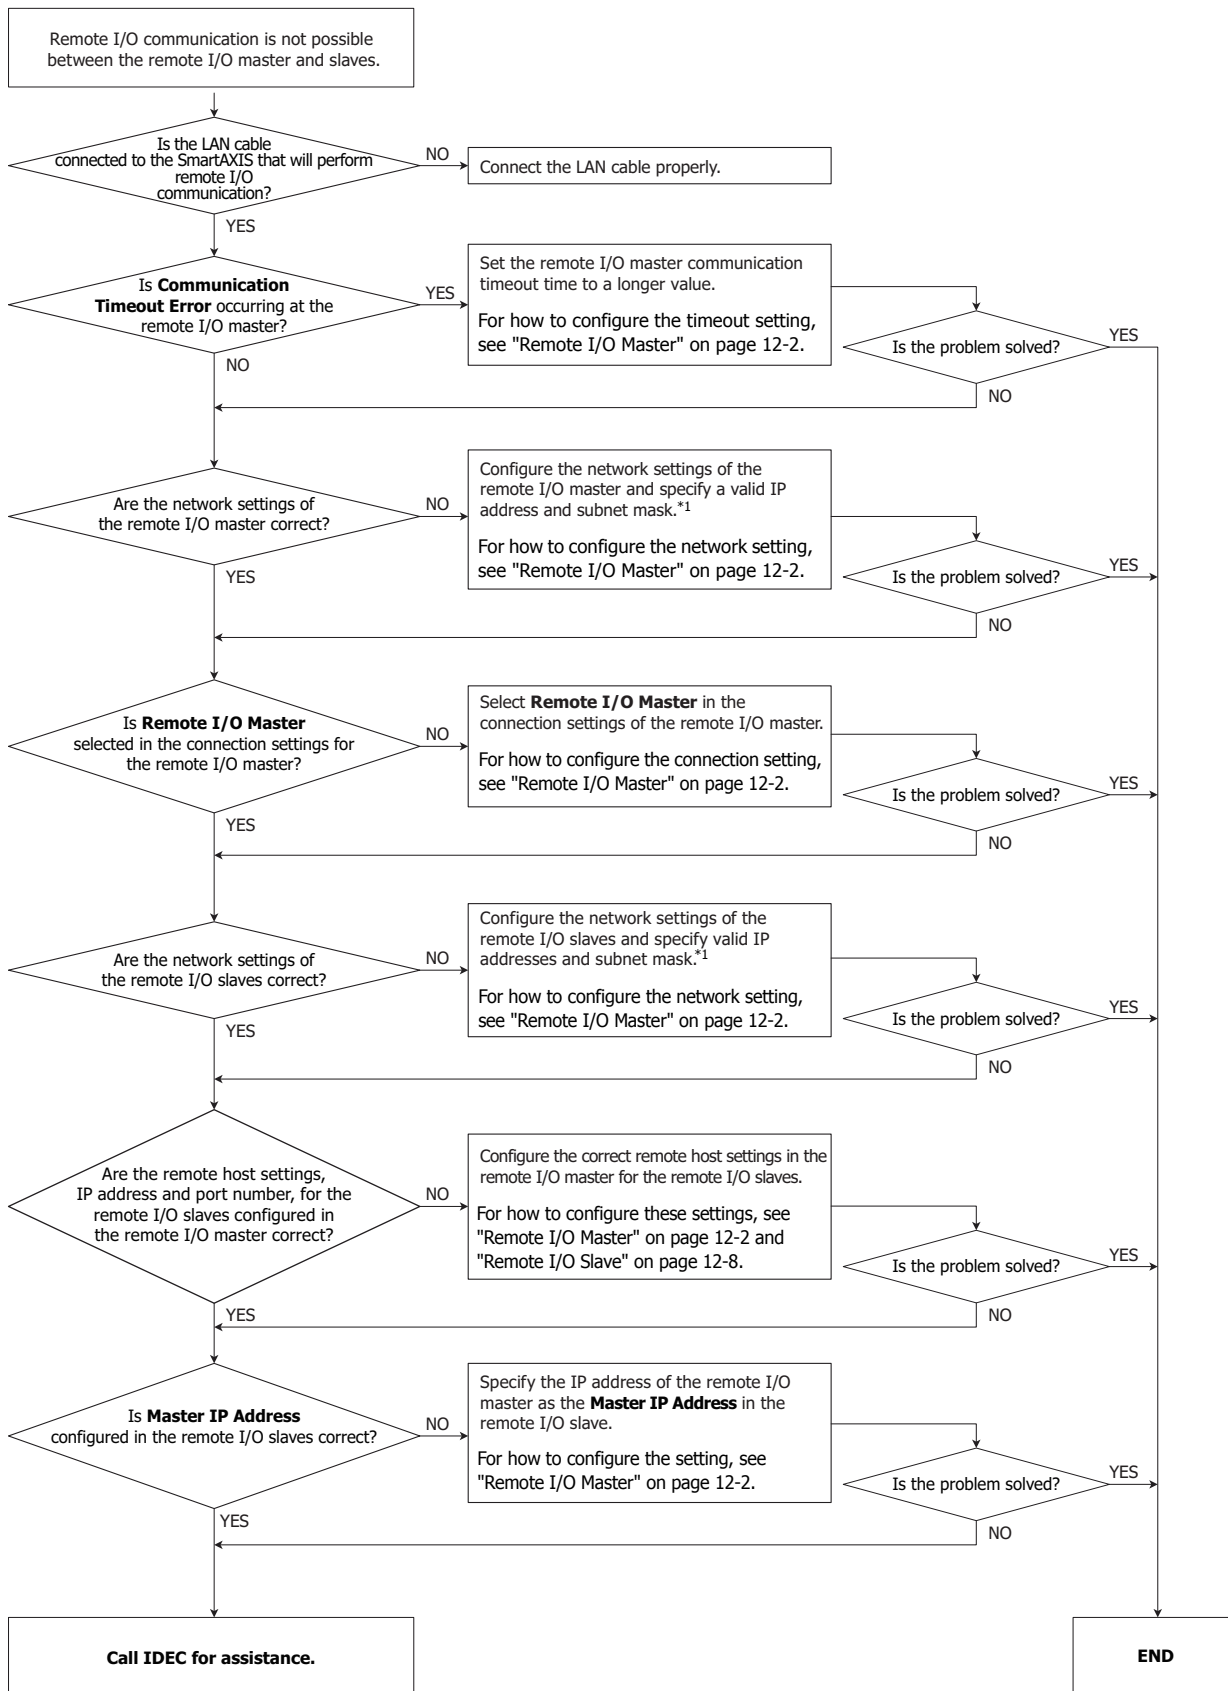 Remote I/O communication is not possible
between the remote I/O master and slaves.
Is the LAN cable
connected to the SmartAXIS that will perform
remote I/O
communication?
NO
Connect the LAN cable properly.
YES
Is Communication
Timeout Error occurring at the
remote I/O master?
YES
Set the remote I/O master communication
timeout time to a longer value.
For how to configure the timeout setting,
see "Remote I/O Master" on page 12-2.
Is the problem solved?
YES
NO
NO
Are the network settings of
the remote I/O master correct?
NO
Configure the network settings of the
remote I/O master and specify a valid IP
address and subnet mask.*1
For how to configure the network setting,
see "Remote I/O Master" on page 12-2.
Is the problem solved?
YES
YES
NO
Is Remote I/O Master
selected in the connection settings for
the remote I/O master?
NO
Select Remote I/O Master in the
connection settings of the remote I/O master.
For how to configure the connection setting,
see "Remote I/O Master" on page 12-2.
Is the problem solved?
YES
YES
NO
Are the network settings of
the remote I/O slaves correct?
NO
Configure the network settings of the
remote I/O slaves and specify valid IP
addresses and subnet mask.*1
For how to configure the network setting,
see "Remote I/O Master" on page 12-2.
Is the problem solved?
YES
YES
NO
Are the remote host settings,
IP address and port number, for the
remote I/O slaves configured in
the remote I/O master correct?
NO
Configure the correct remote host settings in the
remote I/O master for the remote I/O slaves.
For how to configure these settings, see
"Remote I/O Master" on page 12-2 and
"Remote I/O Slave" on page 12-8.
Is the problem solved?
YES
YES
NO
Is Master IP Address
configured in the remote I/O slaves correct?
NO
Specify the IP address of the remote I/O
master as the Master IP Address in the
remote I/O slave.
For how to configure the setting, see
"Remote I/O Master" on page 12-2.
Is the problem solved?
YES
YES
NO
Call IDEC for assistance.
END